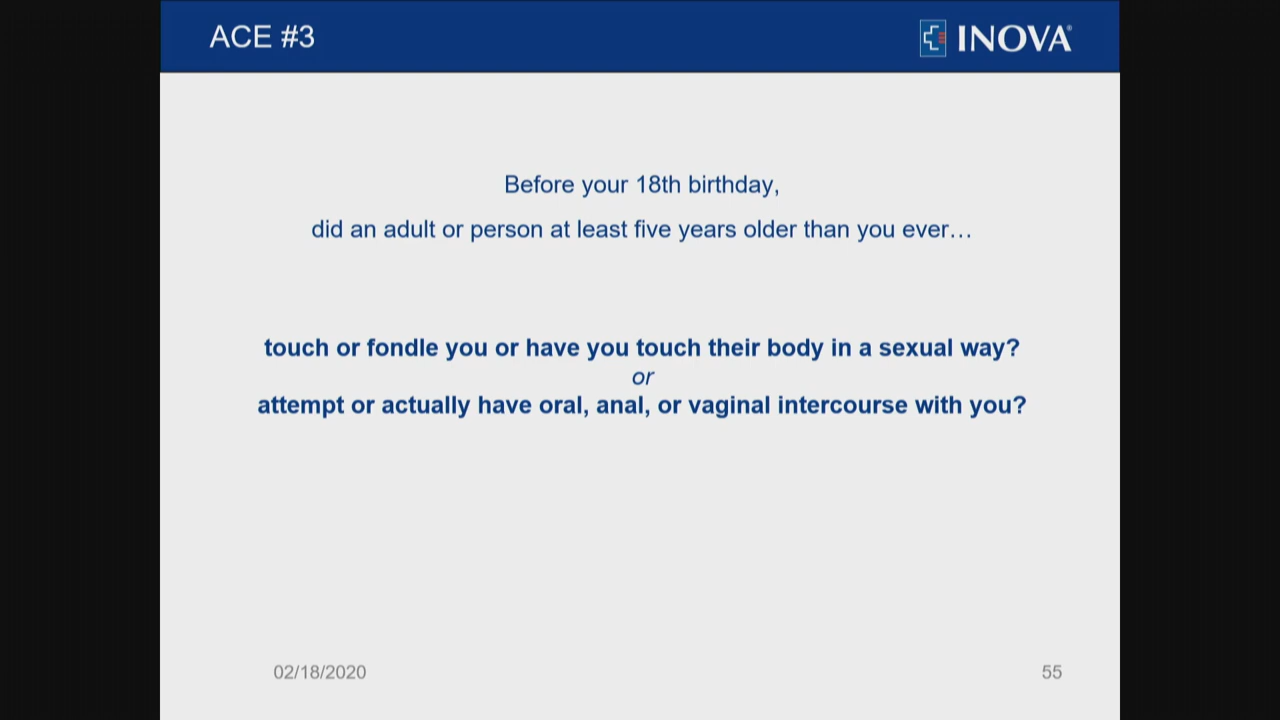 ACE #3
INOVA®
Before your 18th birthday,
did an adult or person at least five years older than you ever…
touch or fondle you or have you touch their body in a sexual way?
or
attempt or actually have oral, anal, or vaginal intercourse with you?
02/18/2020
55